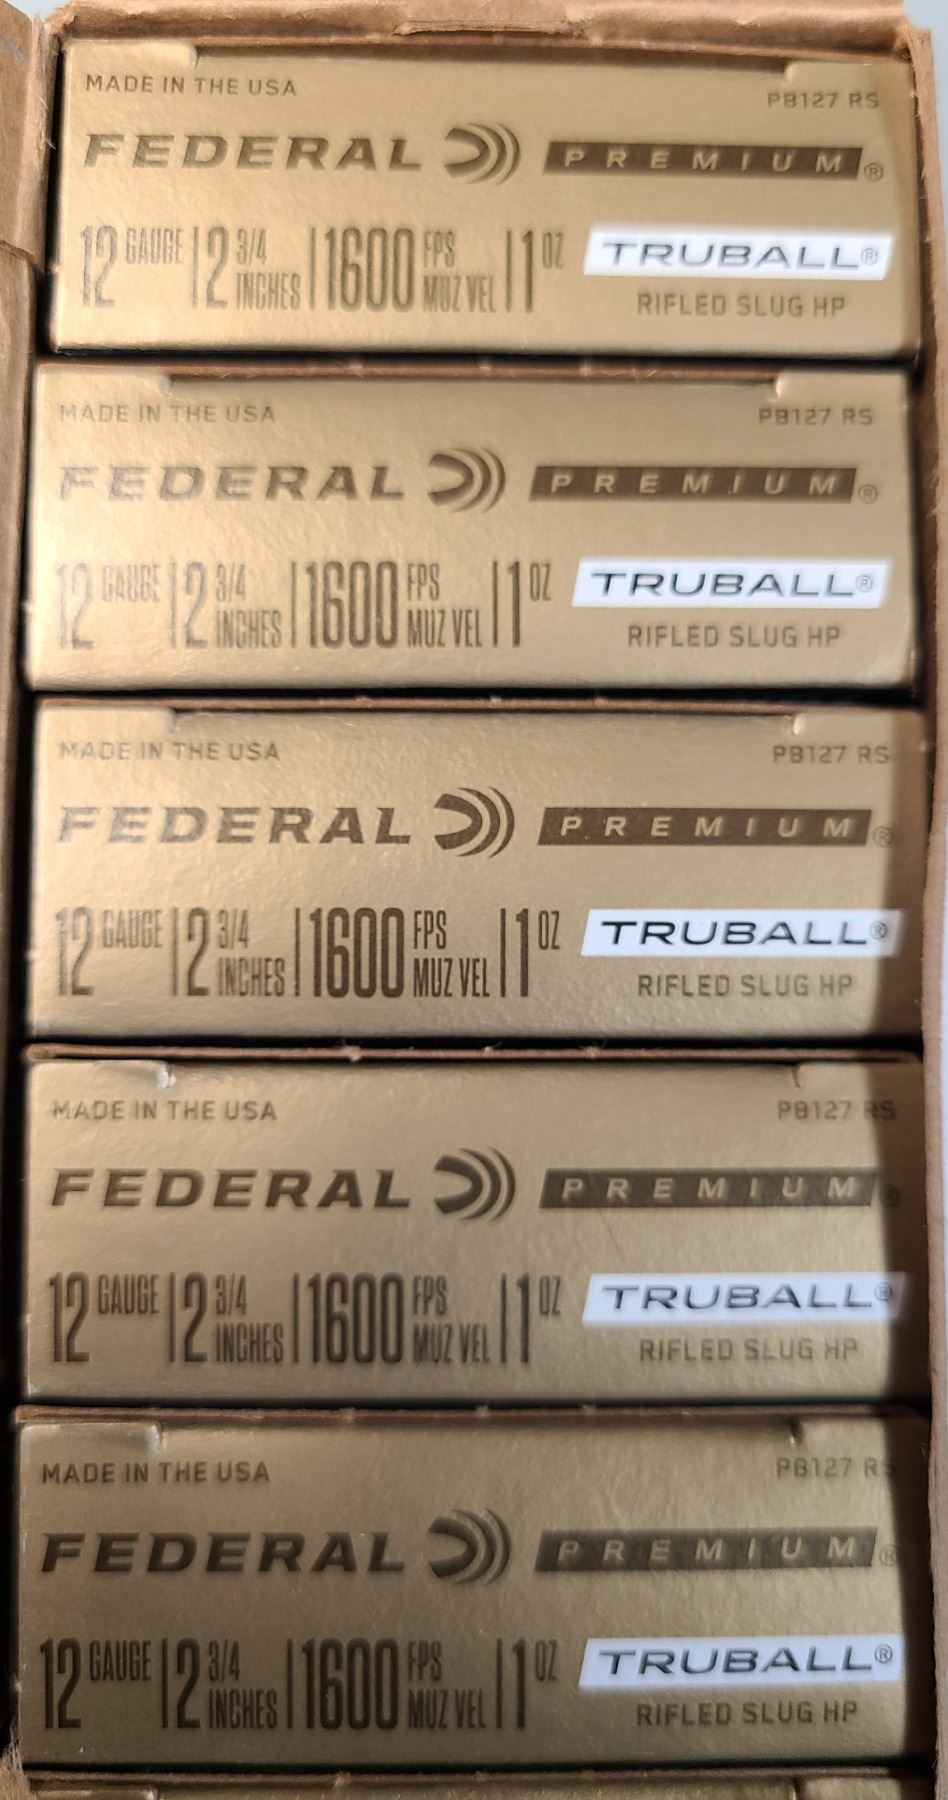 MADE IN THE USA PB127 RS
FEDERAL PREMIUM®
12 GAUGE 2 3/4 INCHES 1600 FPS MUZ VEL 1 OZ TRUBALL®
RIFLED SLUG HP
MADE IN THE USA PB127 RS
FEDERAL PREMIUM®
12 GAUGE 2 3/4 INCHES 1600 FPS MUZ VEL 1 OZ TRUBALL®
RIFLED SLUG HP
MADE IN THE USA PB127 RS
FEDERAL PREMIUM®
12 GAUGE 2 3/4 INCHES 1600 FPS MUZ VEL 1 OZ TRUBALL®
RIFLED SLUG HP
MADE IN THE USA PB127 RS
FEDERAL PREMIUM®
12 GAUGE 2 3/4 INCHES 1600 FPS MUZ VEL 1 OZ TRUBALL®
RIFLED SLUG HP
MADE IN THE USA PB127 RS
FEDERAL PREMIUM®
12 GAUGE 2 3/4 INCHES 1600 FPS MUZ VEL 1 OZ TRUBALL®
RIFLED SLUG HP